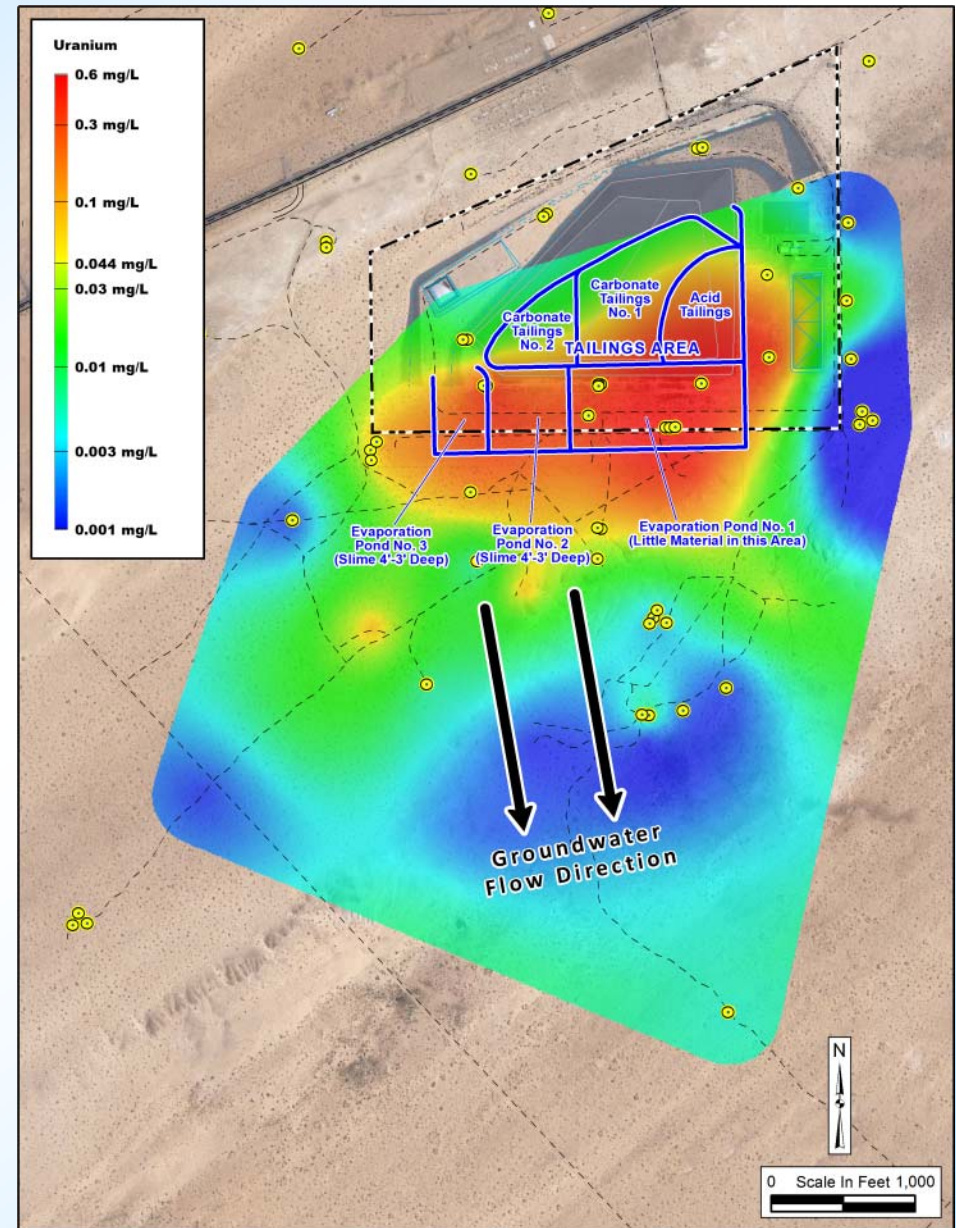 Uranium
0.6 mg/L
0.3 mg/L
0.1 mg/L
0.044 mg/L
0.03 mg/L
0.01 mg/L
0.003 mg/L
0.001 mg/L
Carbonate
Tailings
No. 1
Acid
Tailings
Carbonate
Tailings
No. 2
TAILINGS AREA
Evaporation
Pond No. 3
(Slime 4'-3' Deep)
Evaporation
Pond No. 2
(Slime 4'-3' Deep)
Evaporation Pond No. 1
(Little Material in this Area)
Groundwater
Flow Direction
N
0 Scale In Feet 1,000